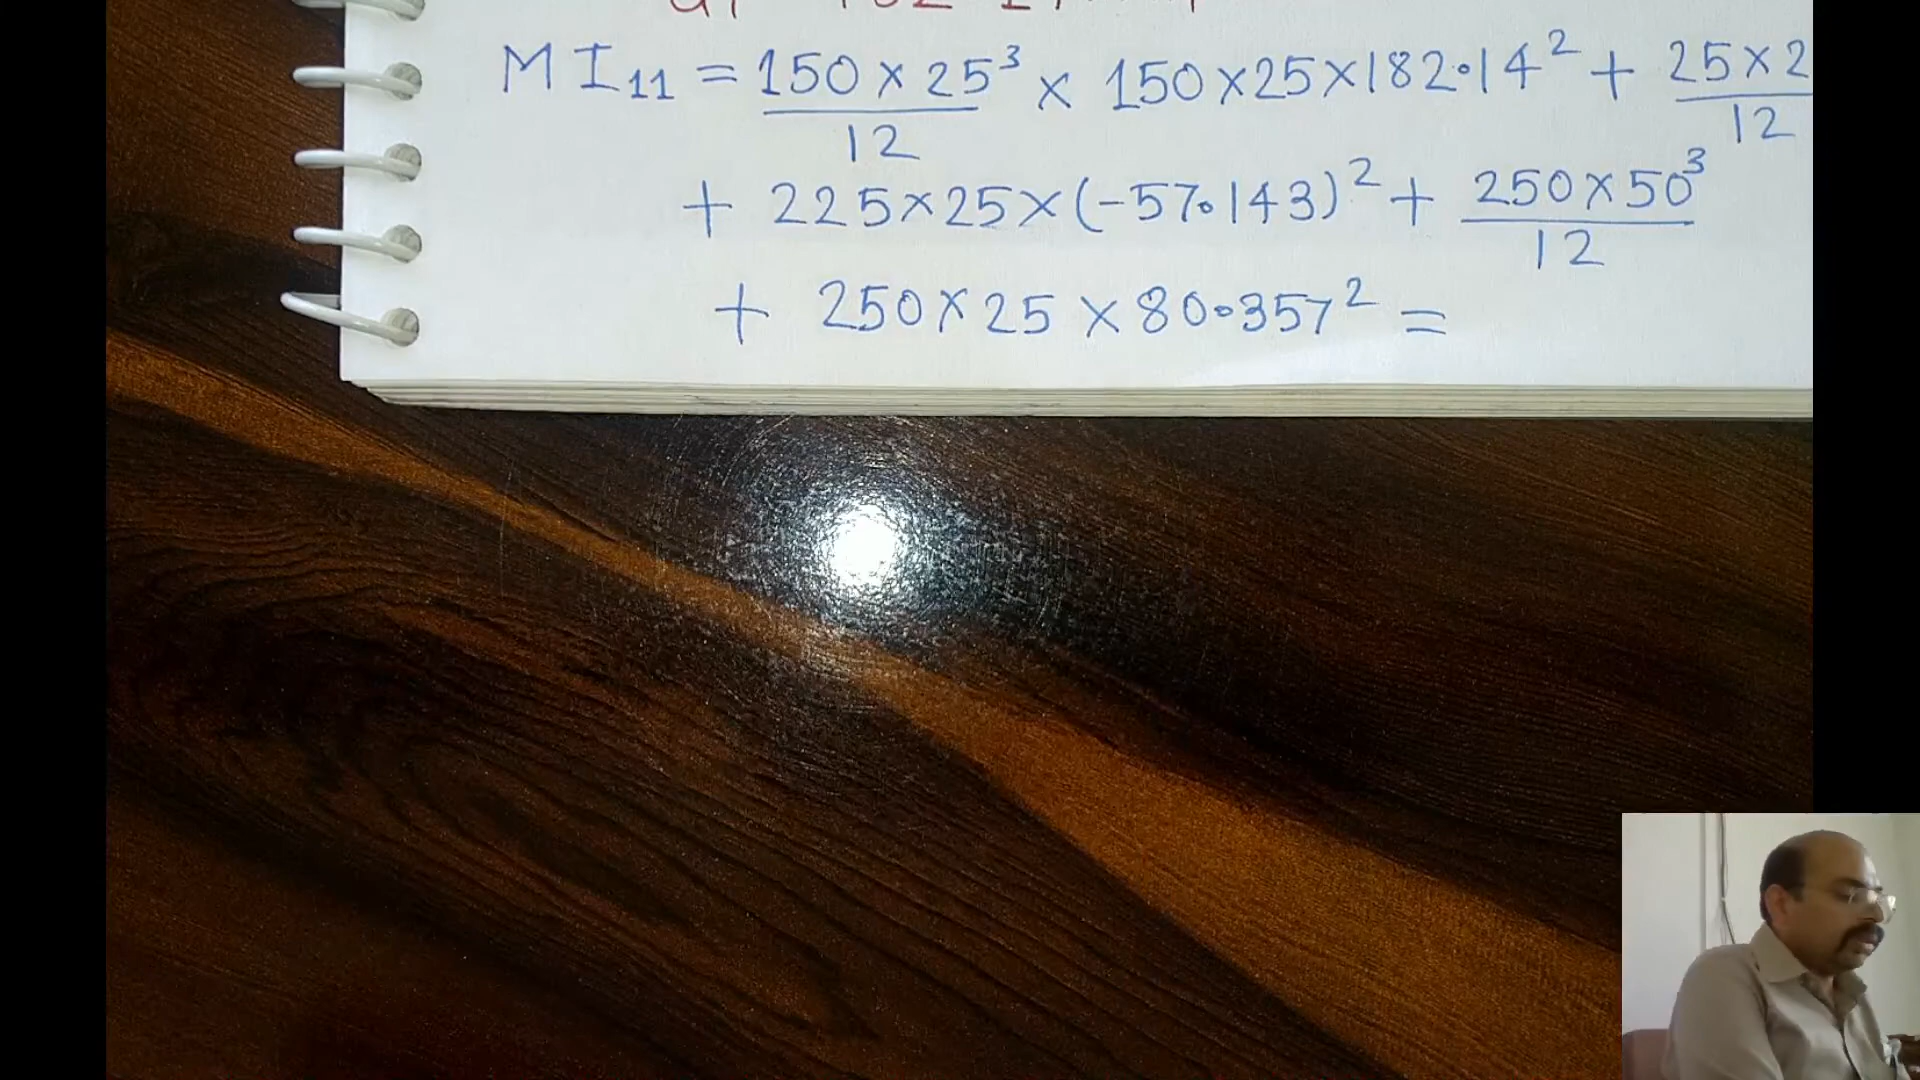 MI₁₁ = 150 × 25³/12 × 150×25×182.14² + 25×2/12
+ 225×25×(-57.143)² + 250×50³/12
+ 250×25×80.357² =